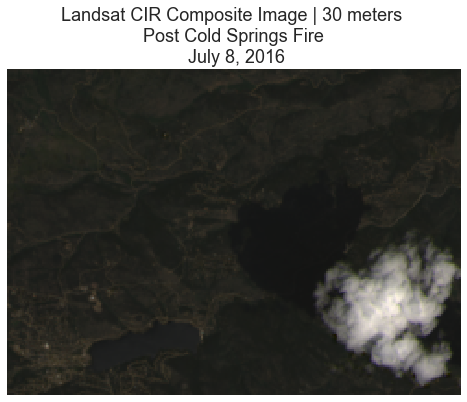 Landsat CIR Composite Image | 30 meters
Post Cold Springs Fire
July 8, 2016